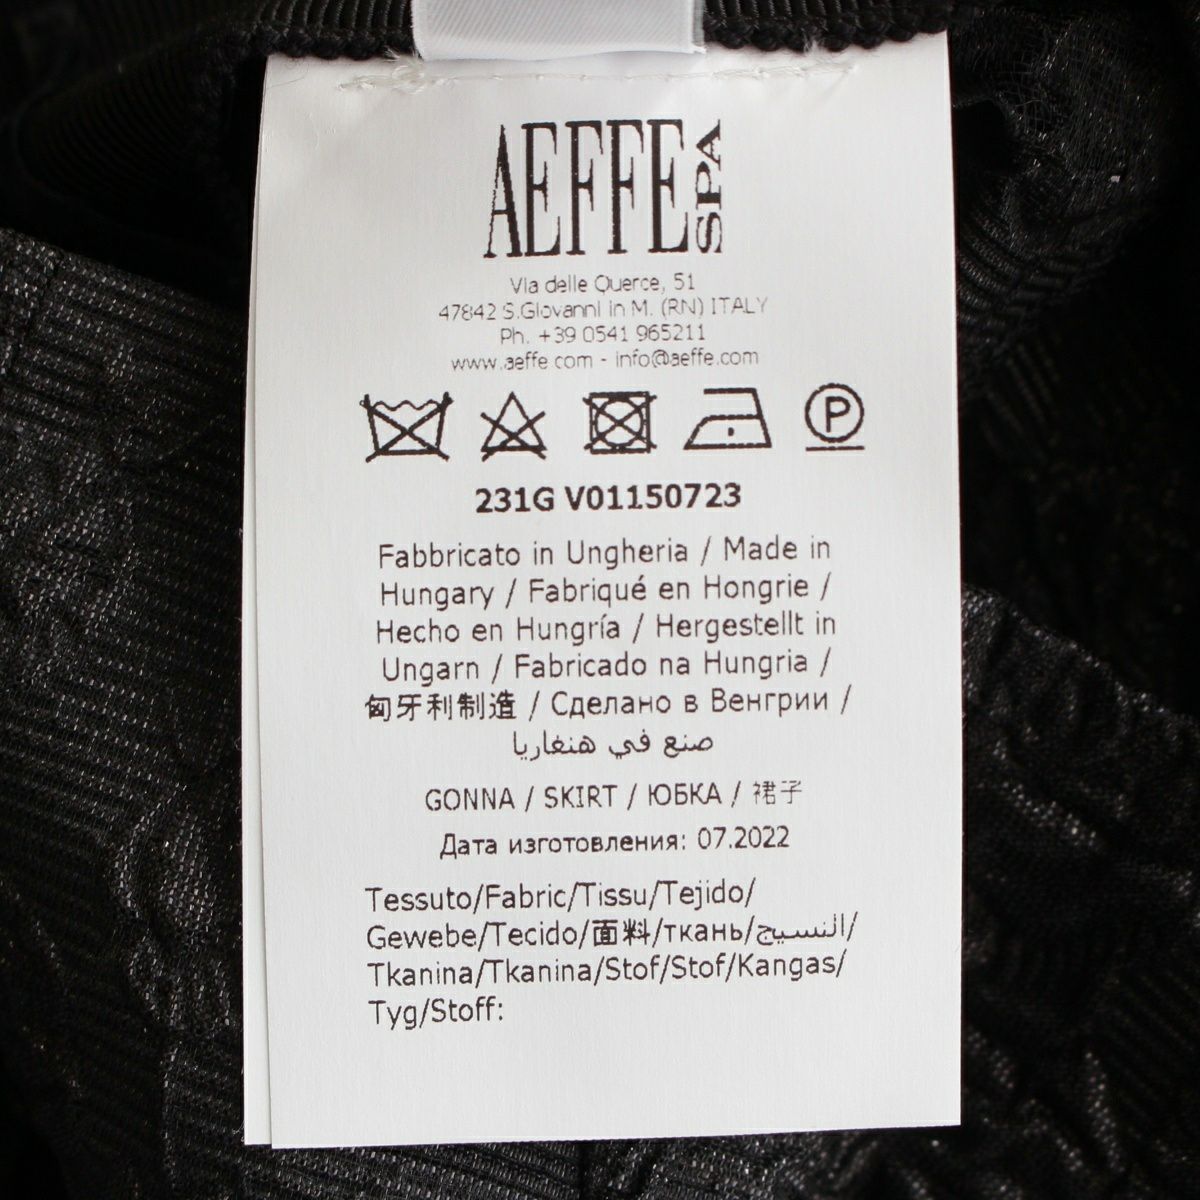 AEFFE SPA
Via delle Querce, 51
47842 S.Giovanni in M. (RN) ITALY
Ph. +39 0541 965211
www.aeffe.com - info@aeffe.com
P
231G V01150723
Fabbricato in Ungheria / Made in
Hungary / Fabriqué en Hongrie /
Hecho en Hungría / Hergestellt in
Ungarn / Fabricado na Hungria /
匈牙利制造 / Сделано в Венгрии /
صنع في هنغاريا
GONNA / SKIRT / ЮБКА / 裙子
Дата изготовления: 07.2022
Tessuto/Fabric/Tissu/Tejido/
Gewebe/Tecido/面料/ткань/النسيج/
Tkanina/Tkanina/Stof/Stof/Kangas/
Tyg/Stoff: